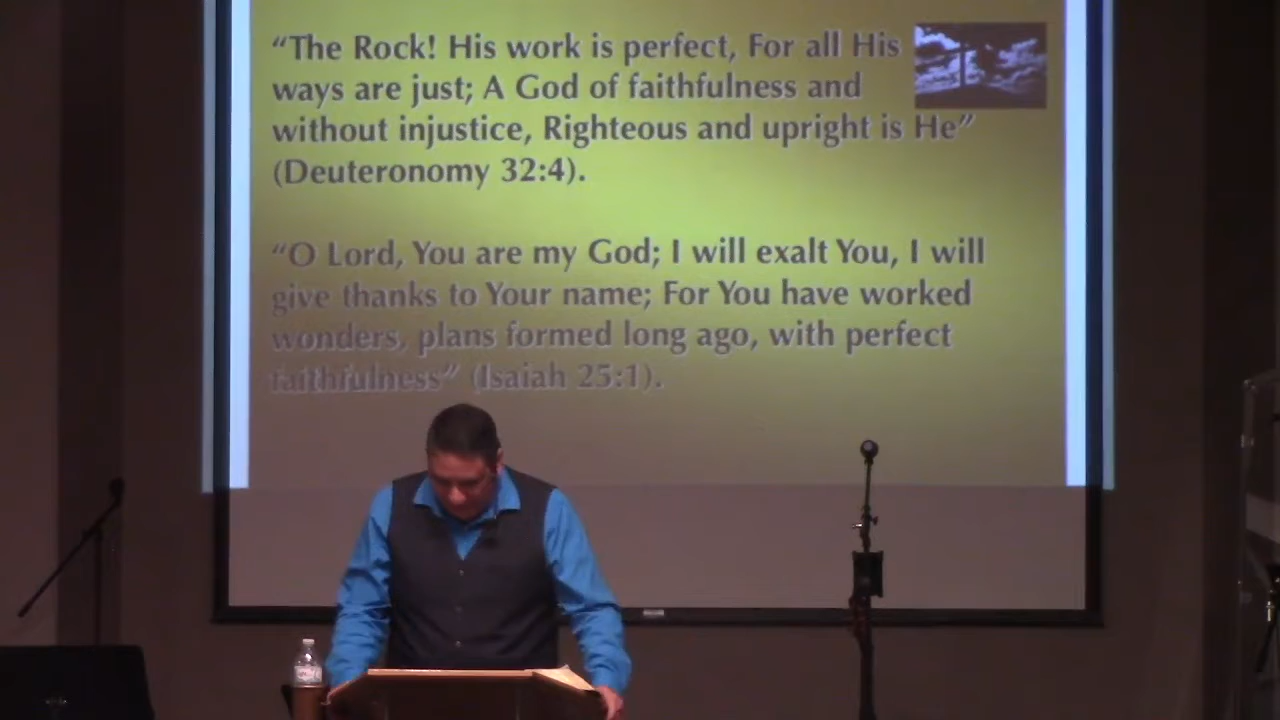 “The Rock! His work is perfect, For all His
ways are just; A God of faithfulness and
without injustice, Righteous and upright is He”
(Deuteronomy 32:4).
“O Lord, You are my God; I will exalt You, I will
give thanks to Your name; For You have worked
wonders, plans formed long ago, with perfect
faithfulness” (Isaiah 25:1).